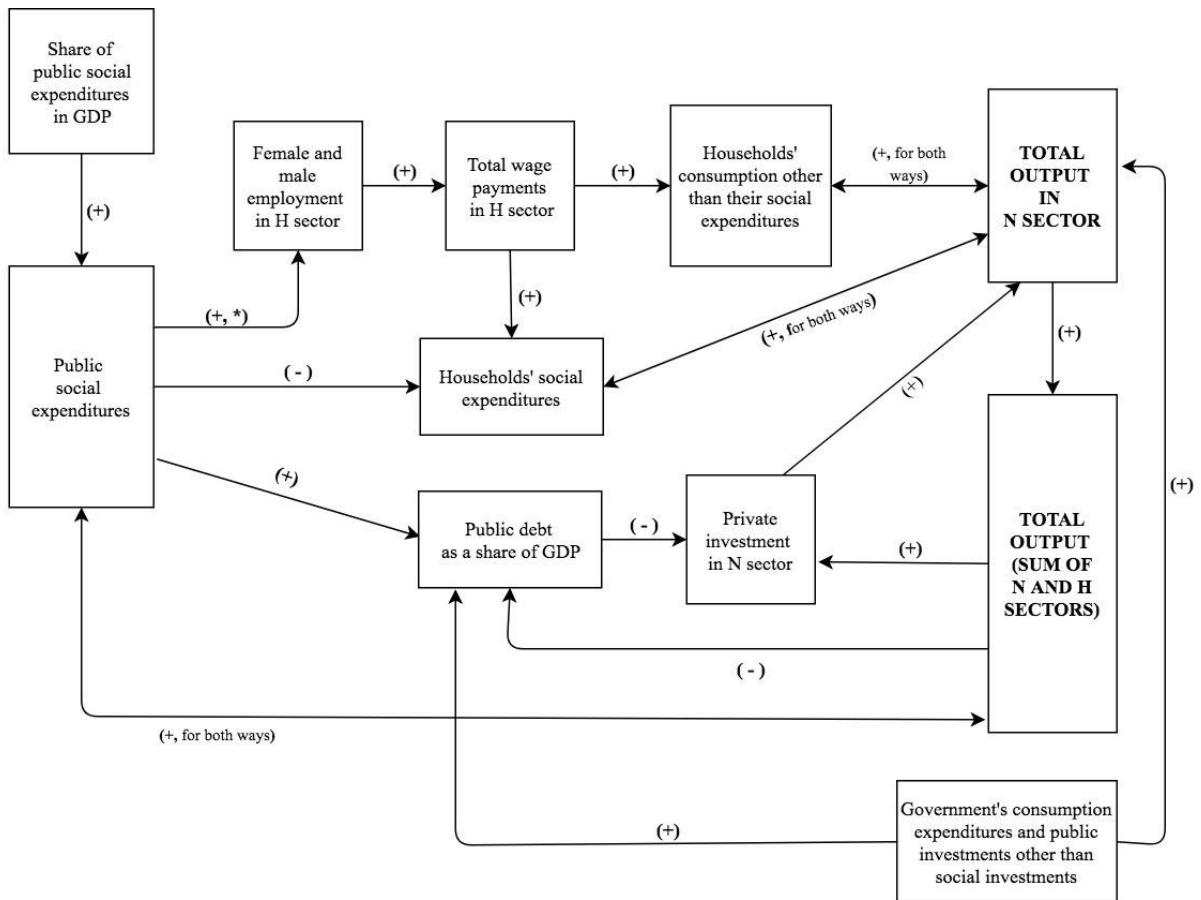 Share of
public social
expenditures
in GDP
(+)
Public
social
expenditures
(+, *)
Female and
male
employment
in H sector
(+)
Total wage
payments
in H sector
(+)
Households'
consumption other
than their social
expenditures
(+, for both
ways)
TOTAL
OUTPUT
IN
N SECTOR
(+)
( - )
Households' social
expenditures
(+, for both ways)
(+)
(+)
(+)
Public debt
as a share of GDP
( - )
Private
investment
in N sector
(+)
TOTAL
OUTPUT
(SUM OF
N AND H
SECTORS)
(+)
( - )
(+, for both ways)
(+)
Government's consumption
expenditures and public
investments other than
social investments